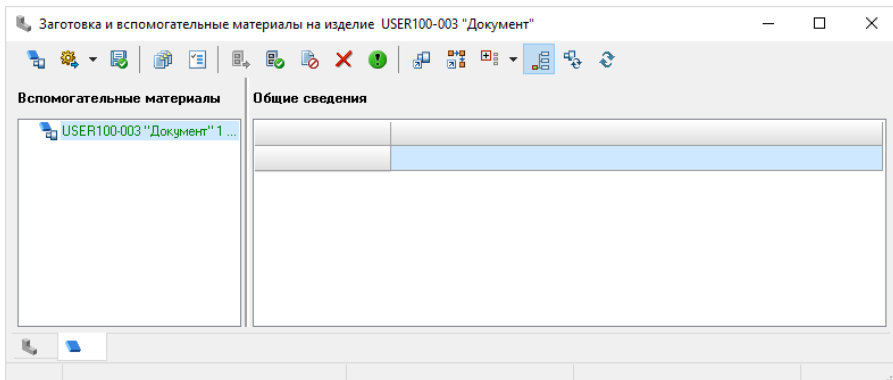 Заготовка и вспомогательные материалы на изделие USER100-003 "Документ"
Вспомогательные материалы
Общие сведения
USER100-003 "Документ" 1 ...